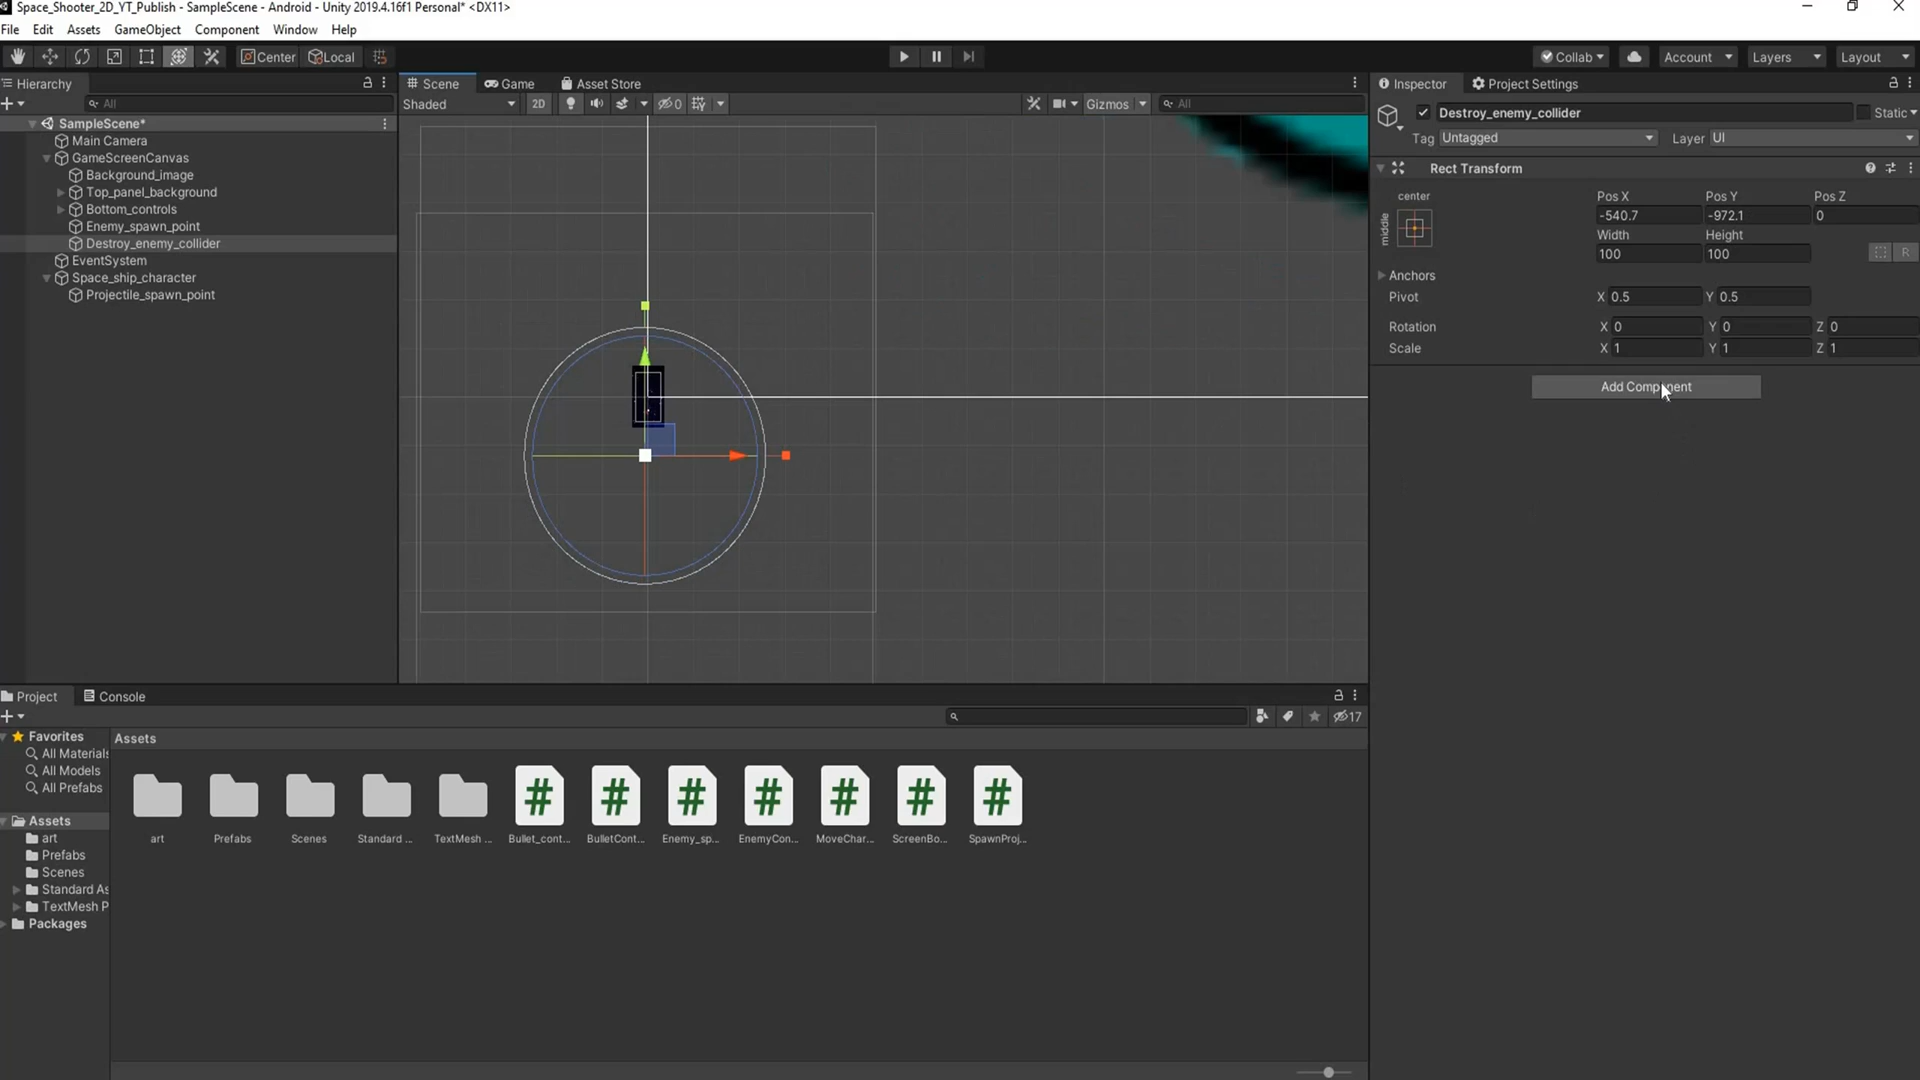 Space_Shooter_2D_YT_Publish - SampleScene - Android - Unity 2019.4.16f1 Personal* <DX11>
File Edit Assets GameObject Component Window Help
Center Local Collab Account Layers Layout
Hierarchy
All
SampleScene*
Main Camera
GameScreenCanvas
Background_image
Top_panel_background
Bottom_controls
Enemy_spawn_point
Destroy_enemy_collider
EventSystem
Space_ship_character
Projectile_spawn_point
Scene Game Asset Store
Shaded 2D 0 Gizmos All
Inspector Project Settings
Destroy_enemy_collider Static
Tag Untagged Layer UI
Rect Transform
center Pos X Pos Y Pos Z
middle -540.7 -972.1 0
Width Height
100 100 R
Anchors
Pivot X 0.5 Y 0.5
Rotation X 0 Y 0 Z 0
Scale X 1 Y 1 Z 1
Add Component
Project Console
17
Favorites
All Materials
All Models
All Prefabs
Assets
art
Prefabs
Scenes
Standard As
TextMesh P
Packages
Assets
art Prefabs Scenes Standard ... TextMesh ... Bullet_cont... BulletCont... Enemy_sp... EnemyCon... MoveChar... ScreenBo... SpawnProj...